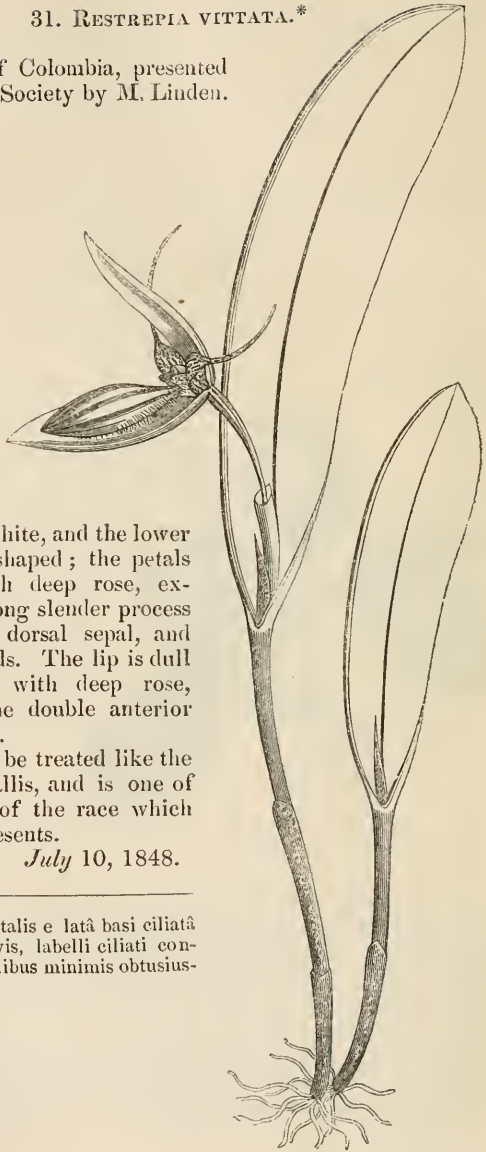 31. RESTREPIA VITTATA.*
f Colombia, presented
Society by M. Linden.
hite, and the lower
shaped ; the petals
h deep rose, ex-
ong slender process
dorsal sepal, and
ls. The lip is dull
with deep rose,
e double anterior
.
be treated like the
llis, and is one of
of the race which
esents.
July 10, 1848.
talis e latâ basi ciliatâ
vis, labelli ciliati con-
libus minimis obtusius-